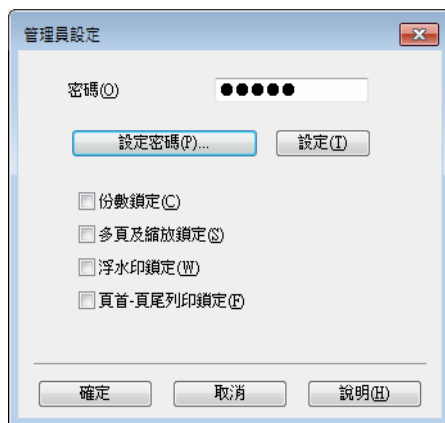 管理員設定
密碼(O) ●●●●●
設定密碼(P)... 設定(T)
份數鎖定(C)
多頁及縮放鎖定(S)
浮水印鎖定(W)
頁首-頁尾列印鎖定(F)
確定 取消 說明(H)